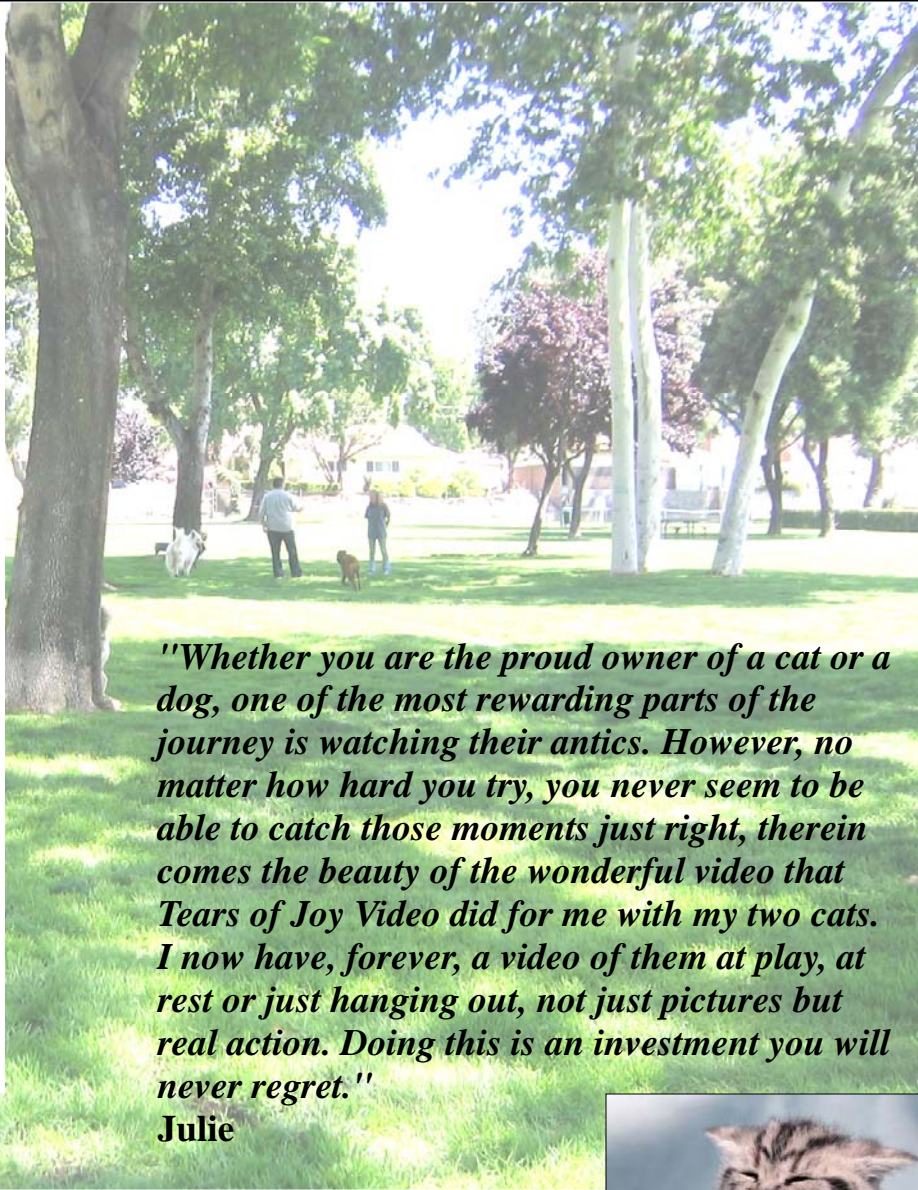 "Whether you are the proud owner of a cat or a
dog, one of the most rewarding parts of the
journey is watching their antics. However, no
matter how hard you try, you never seem to be
able to catch those moments just right, therein
comes the beauty of the wonderful video that
Tears of Joy Video did for me with my two cats.
I now have, forever, a video of them at play, at
rest or just hanging out, not just pictures but
real action. Doing this is an investment you will
never regret."
Julie